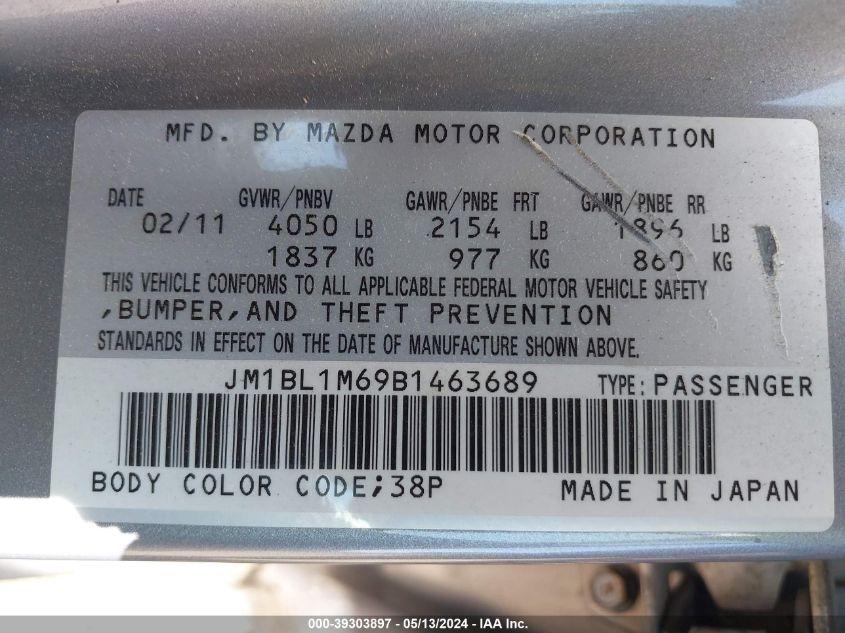 MFD. BY MAZDA MOTOR CORPORATION
DATE GVWR/PNBV GAWR/PNBE FRT GAWR/PNBE RR
02/11 4050 LB 2154 LB 1896 LB
1837 KG 977 KG 860 KG
THIS VEHICLE CONFORMS TO ALL APPLICABLE FEDERAL MOTOR VEHICLE SAFETY
,BUMPER,AND THEFT PREVENTION
STANDARDS IN EFFECT ON THE DATE OF MANUFACTURE SHOWN ABOVE.
JM1BL1M69B1463689 TYPE:PASSENGER
BODY COLOR CODE;38P MADE IN JAPAN
000-39303897 - 05/13/2024 - IAA Inc.